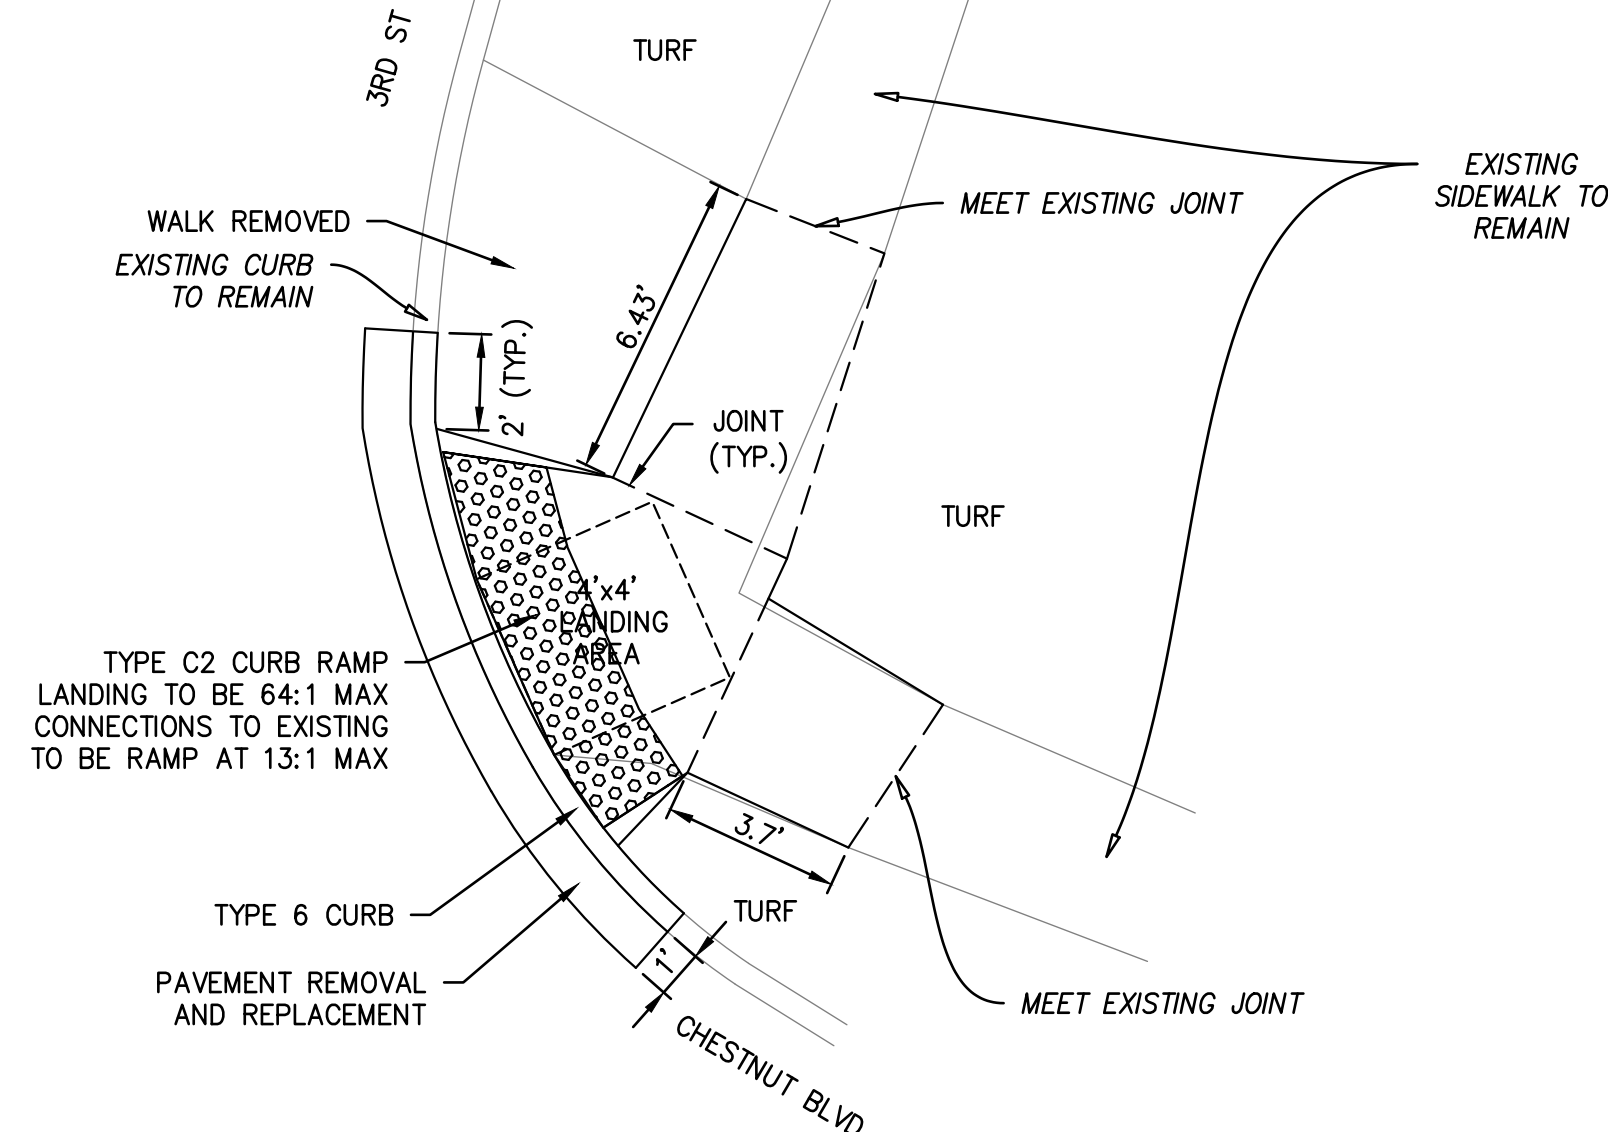 3RD ST
TURF
EXISTING
SIDEWALK TO
REMAIN
MEET EXISTING JOINT
WALK REMOVED
EXISTING CURB
TO REMAIN
6.43'
2' (TYP.)
JOINT
(TYP.)
TURF
4'x4'
LANDING
AREA
TYPE C2 CURB RAMP
LANDING TO BE 64:1 MAX
CONNECTIONS TO EXISTING
TO BE RAMP AT 13:1 MAX
3.7'
TYPE 6 CURB
TURF
1'
PAVEMENT REMOVAL
AND REPLACEMENT
MEET EXISTING JOINT
CHESTNUT BLVD